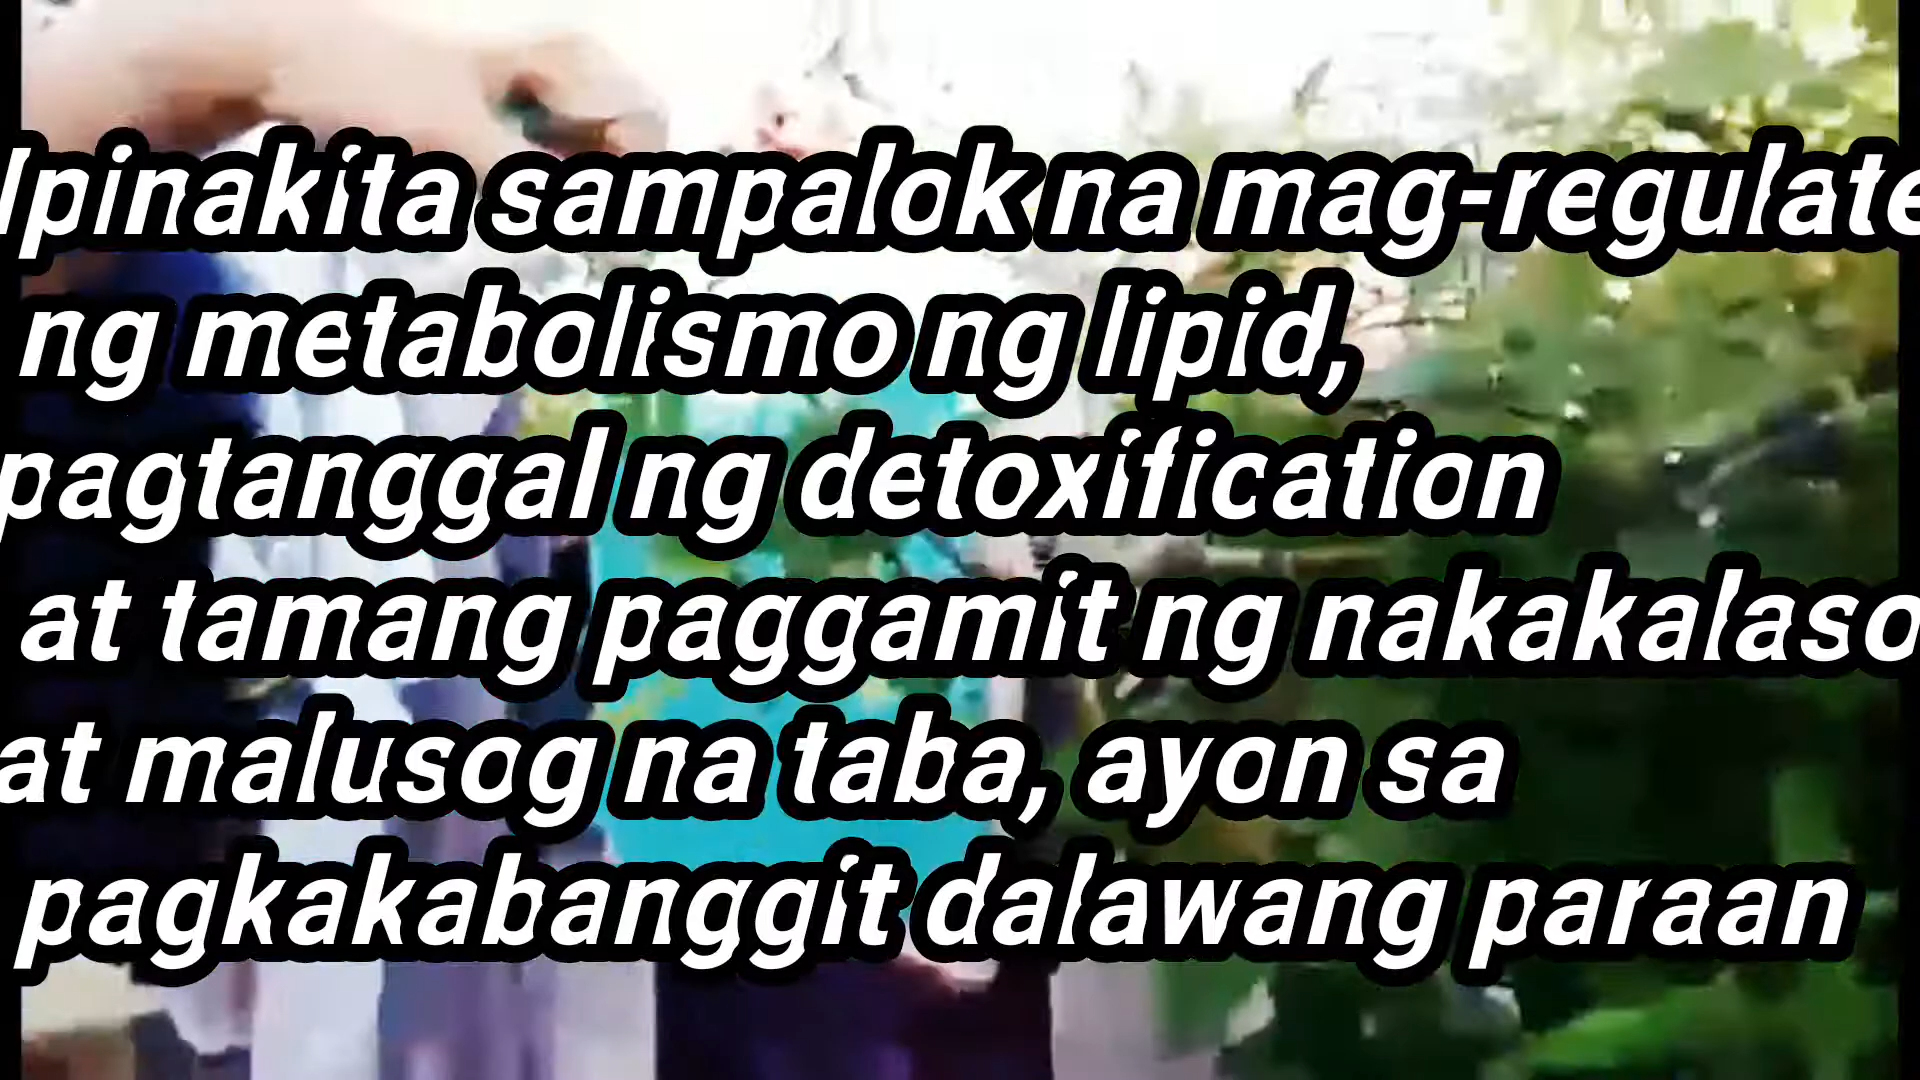 Ipinakita sampalok na mag-regulate
ng metabolismo ng lipid,
pagtanggal ng detoxification
at tamang paggamit ng nakakalaso
at malusog na taba, ayon sa
pagkakabanggit dalawang paraan